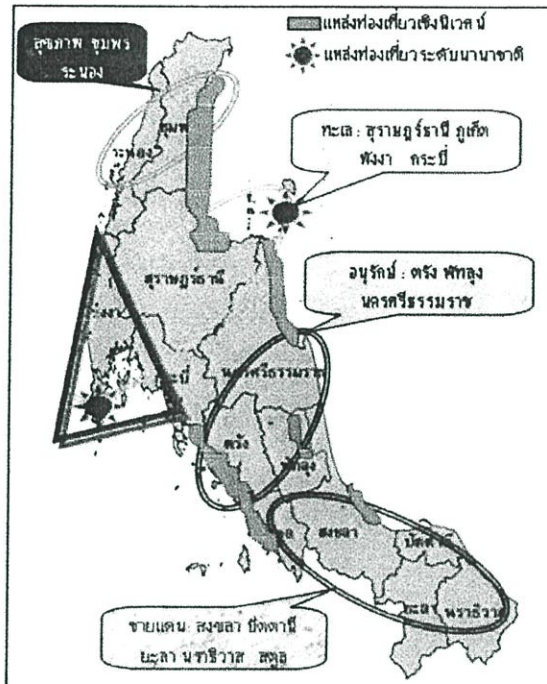 แหล่งท่องเที่ยวเชิงนิเวศน์
แหล่งท่องเที่ยวระดับนานาชาติ
สุขภาพ ชุมพร
ระนอง
ทะเล : สุราษฎร์ธานี ภูเก็ต
พังงา กระบี่
อนุรักษ์ : ตรัง พัทลุง
นครศรีธรรมราช
สุราษฎร์ธานี
นครศรีธรรมราช
ตรัง
สงขลา
ปัตตานี
ยะลา
นราธิวาส
ชายแดน: สงขลา ปัตตานี
ยะลา นราธิวาส สตูล